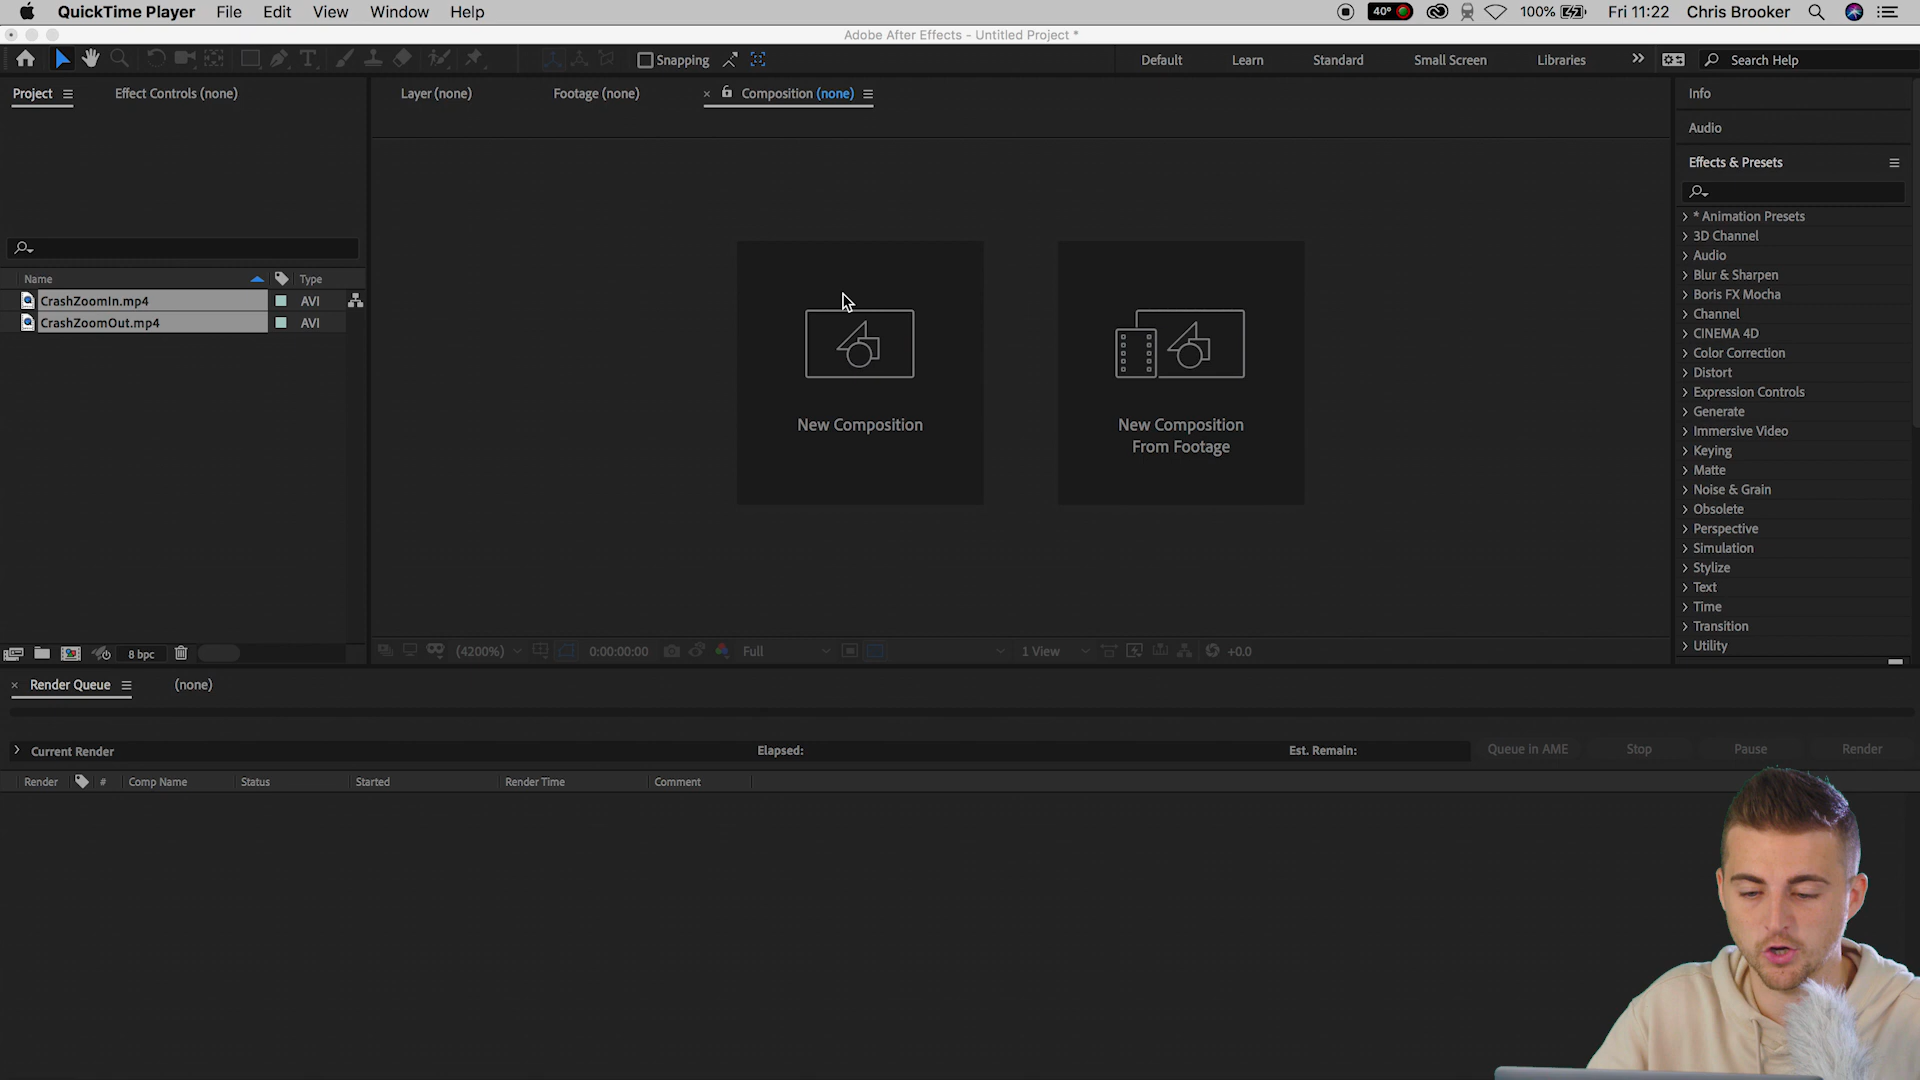 QuickTime Player File Edit View Window Help 40° 100% Fri 11:22 Chris Brooker
Adobe After Effects - Untitled Project *
Snapping Default Learn Standard Small Screen Libraries Search Help
Project Effect Controls (none) Layer (none) Footage (none) × Composition (none) Info
Audio
Effects & Presets
* Animation Presets
3D Channel
Audio
Blur & Sharpen
Boris FX Mocha
Channel
CINEMA 4D
Color Correction
Distort
Expression Controls
Generate
Immersive Video
Keying
Matte
Noise & Grain
Obsolete
Perspective
Simulation
Stylize
Text
Time
Transition
Utility
Name Type
CrashZoomIn.mp4 AVI
CrashZoomOut.mp4 AVI
New Composition
New Composition
From Footage
8 bpc (4200%) 0:00:00:00 Full 1 View +0.0
× Render Queue (none)
Current Render Elapsed: Est. Remain: Queue in AME Stop Pause Render
Render # Comp Name Status Started Render Time Comment